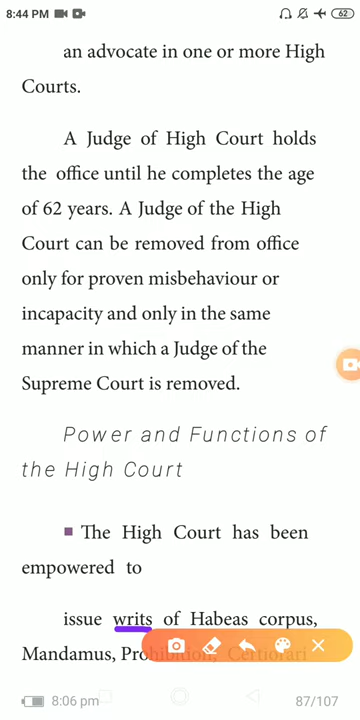 8:44 PM 62
an advocate in one or more High
Courts.
A Judge of High Court holds
the office until he completes the age
of 62 years. A Judge of the High
Court can be removed from office
only for proven misbehaviour or
incapacity and only in the same
manner in which a Judge of the
Supreme Court is removed.
Power and Functions of
the High Court
■ The High Court has been
empowered to
issue writs of Habeas corpus,
Mandamus, Prohibition, Certiorari
8:06 pm 87/107